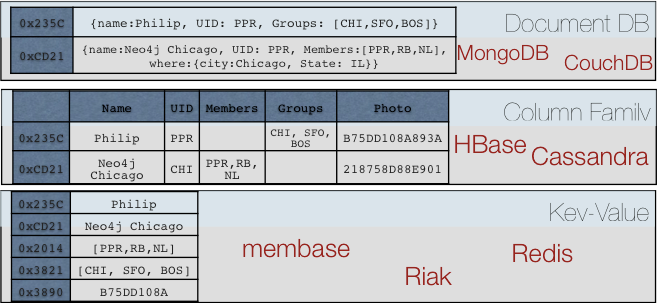 Document DB
0x235C {name:Philip, UID: PPR, Groups: [CHI,SFO,BOS]}
0xCD21 {name:Neo4j Chicago, UID: PPR, Members:[PPR,RB,NL],
where:{city:Chicago, State: IL}}
MongoDB
CouchDB
Column Family
Name UID Members Groups Photo
0x235C Philip PPR CHI, SFO,
BOS B75DD108A893A
0xCD21 Neo4j
Chicago CHI PPR,RB,
NL 218758D88E901
HBase
Cassandra
Key-Value
0x235C Philip
0xCD21 Neo4j Chicago
0x2014 [PPR,RB,NL]
0x3821 [CHI, SFO, BOS]
0x3890 B75DD108A
membase
Riak
Redis